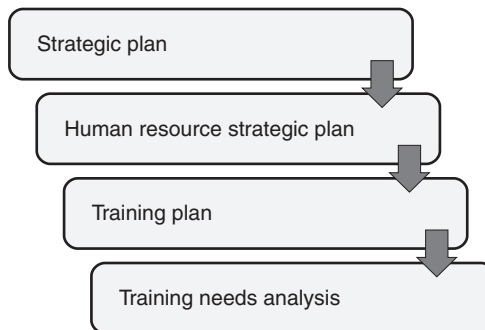 Strategic plan
Human resource strategic plan
Training plan
Training needs analysis